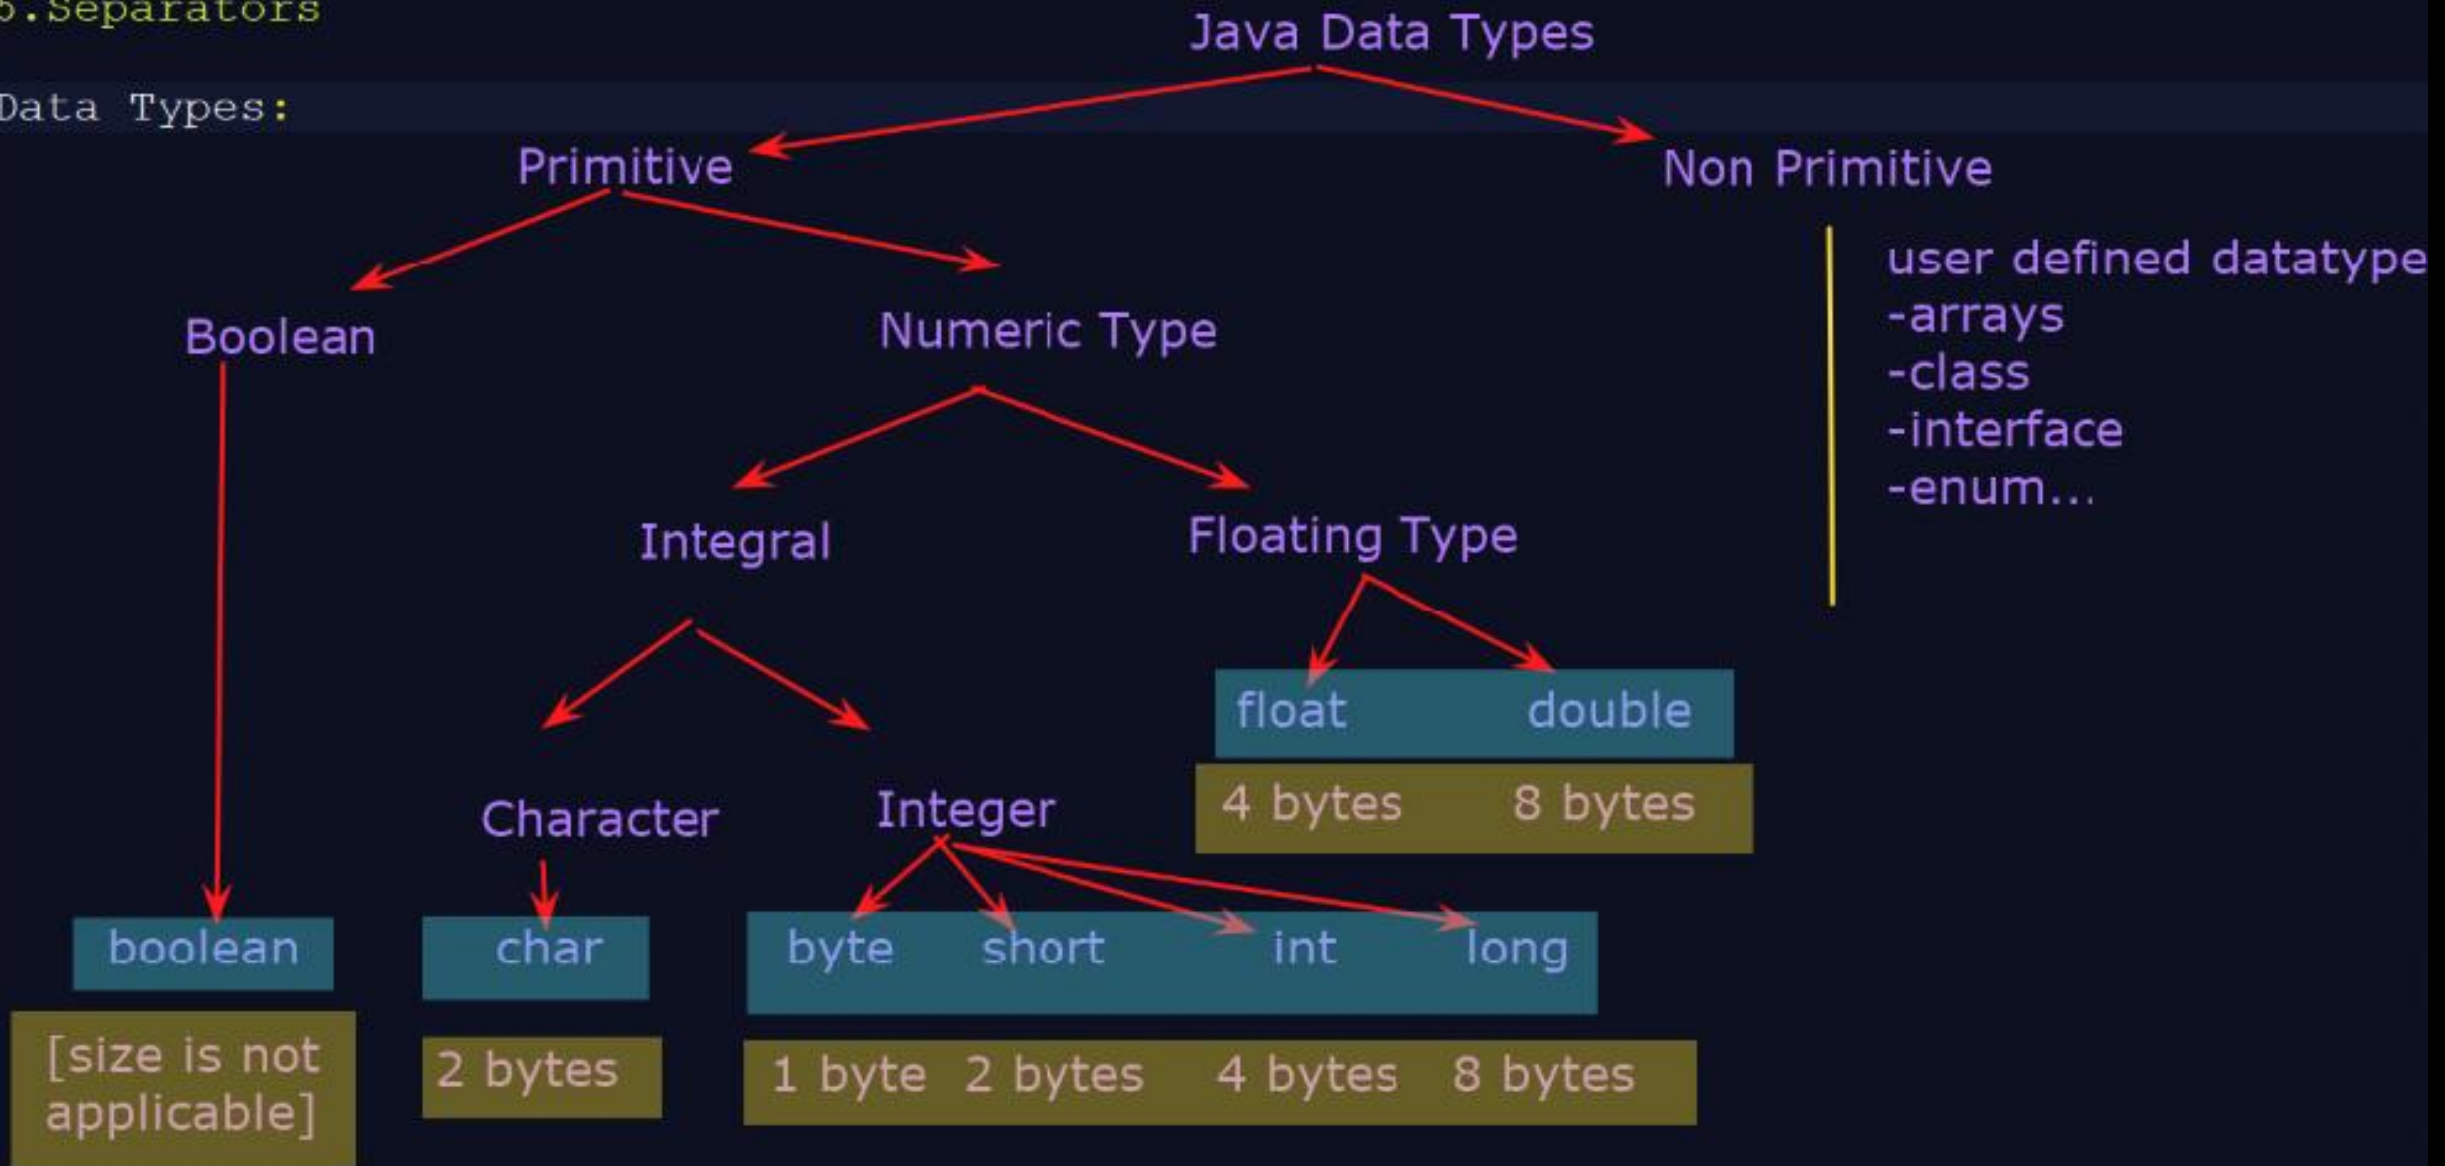 5.Separators
Java Data Types
Data Types:
Primitive
Non Primitive
user defined datatype
-arrays
-class
-interface
-enum...
Boolean
Numeric Type
Integral
Floating Type
float double
4 bytes 8 bytes
Character
Integer
boolean
char
byte short int long
[size is not
applicable]
2 bytes
1 byte 2 bytes 4 bytes 8 bytes